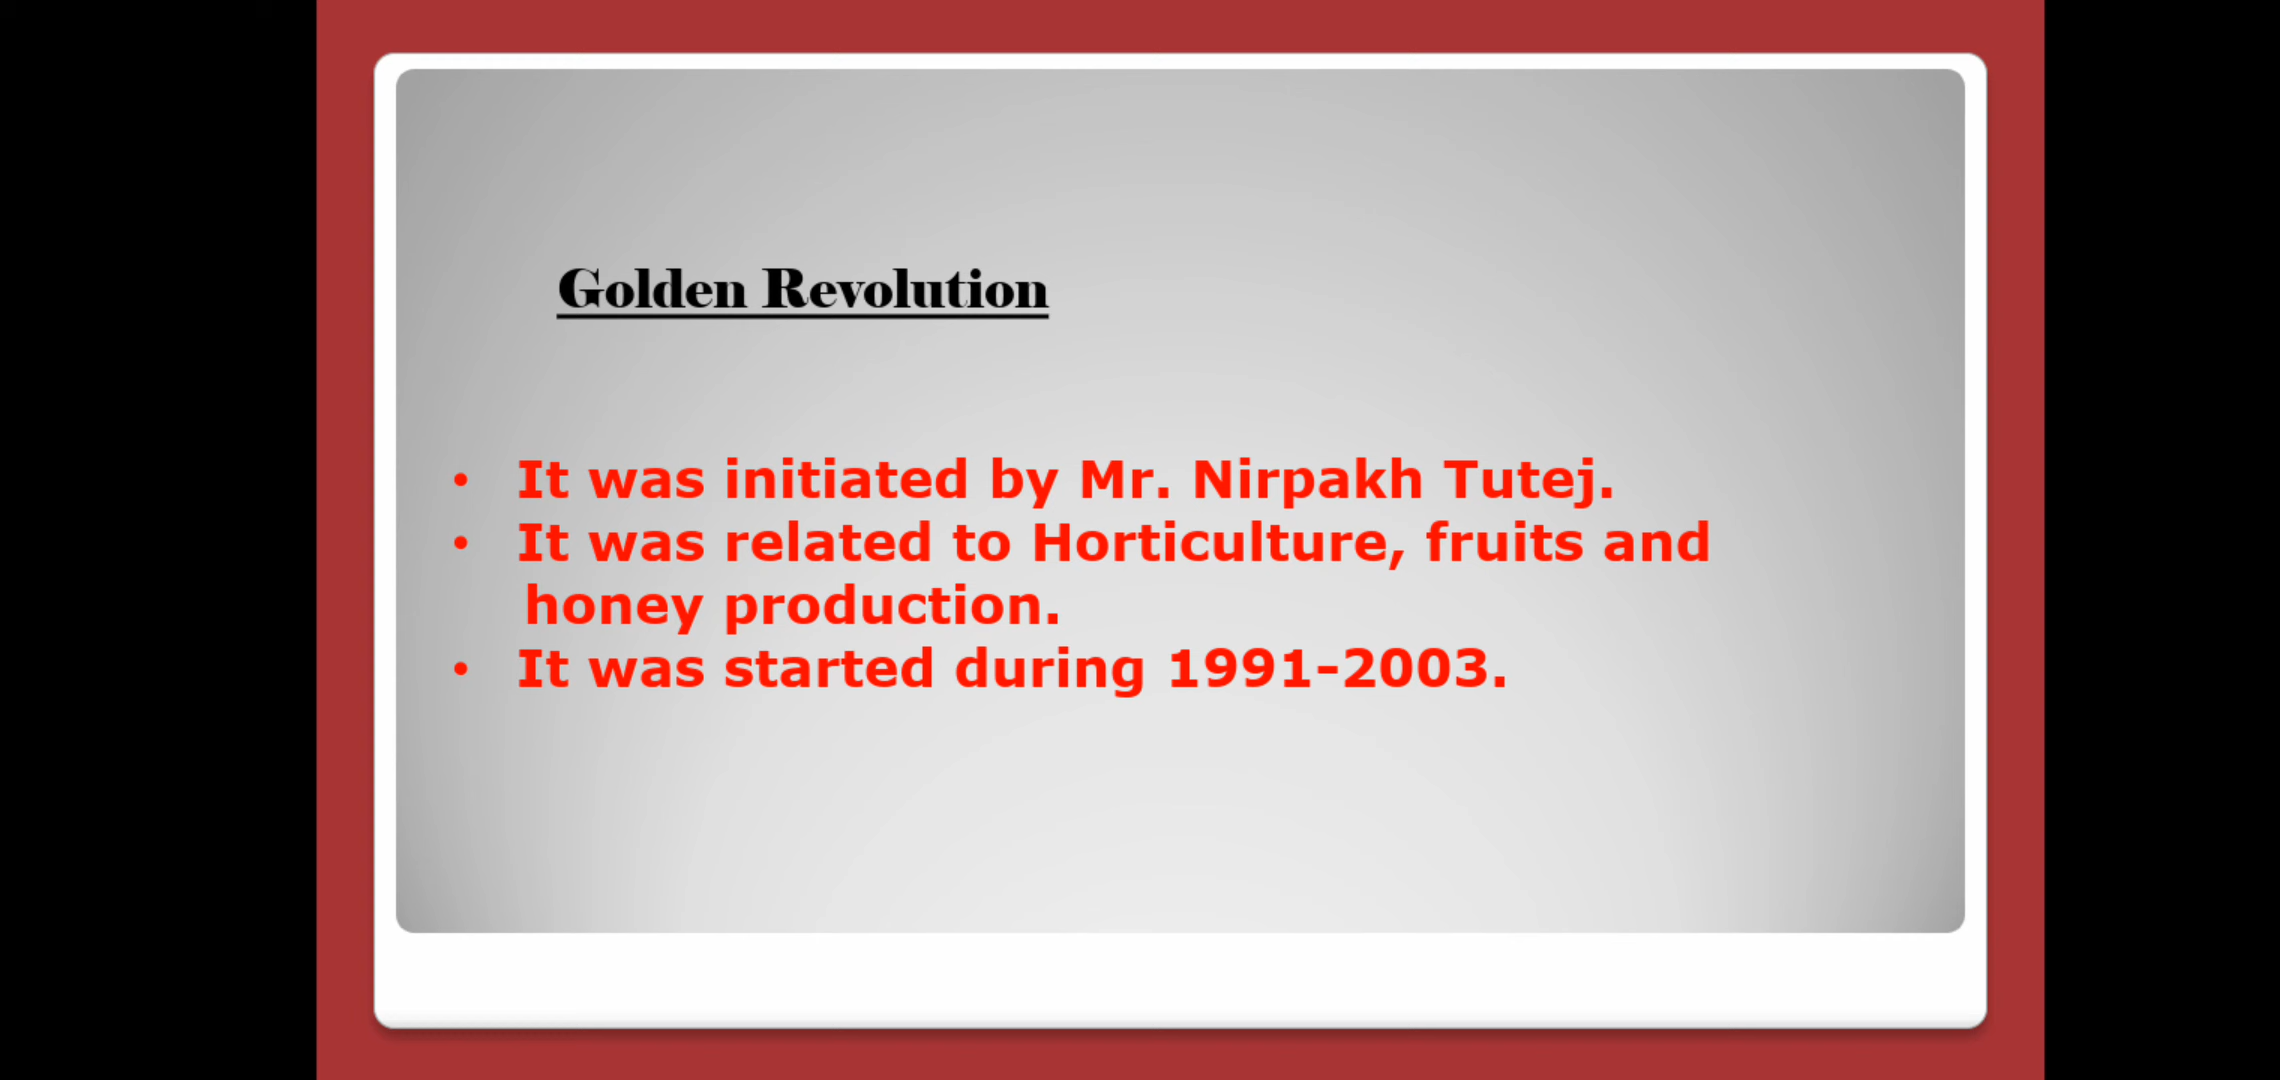 Golden Revolution
• It was initiated by Mr. Nirpakh Tutej.
• It was related to Horticulture, fruits and
honey production.
• It was started during 1991-2003.